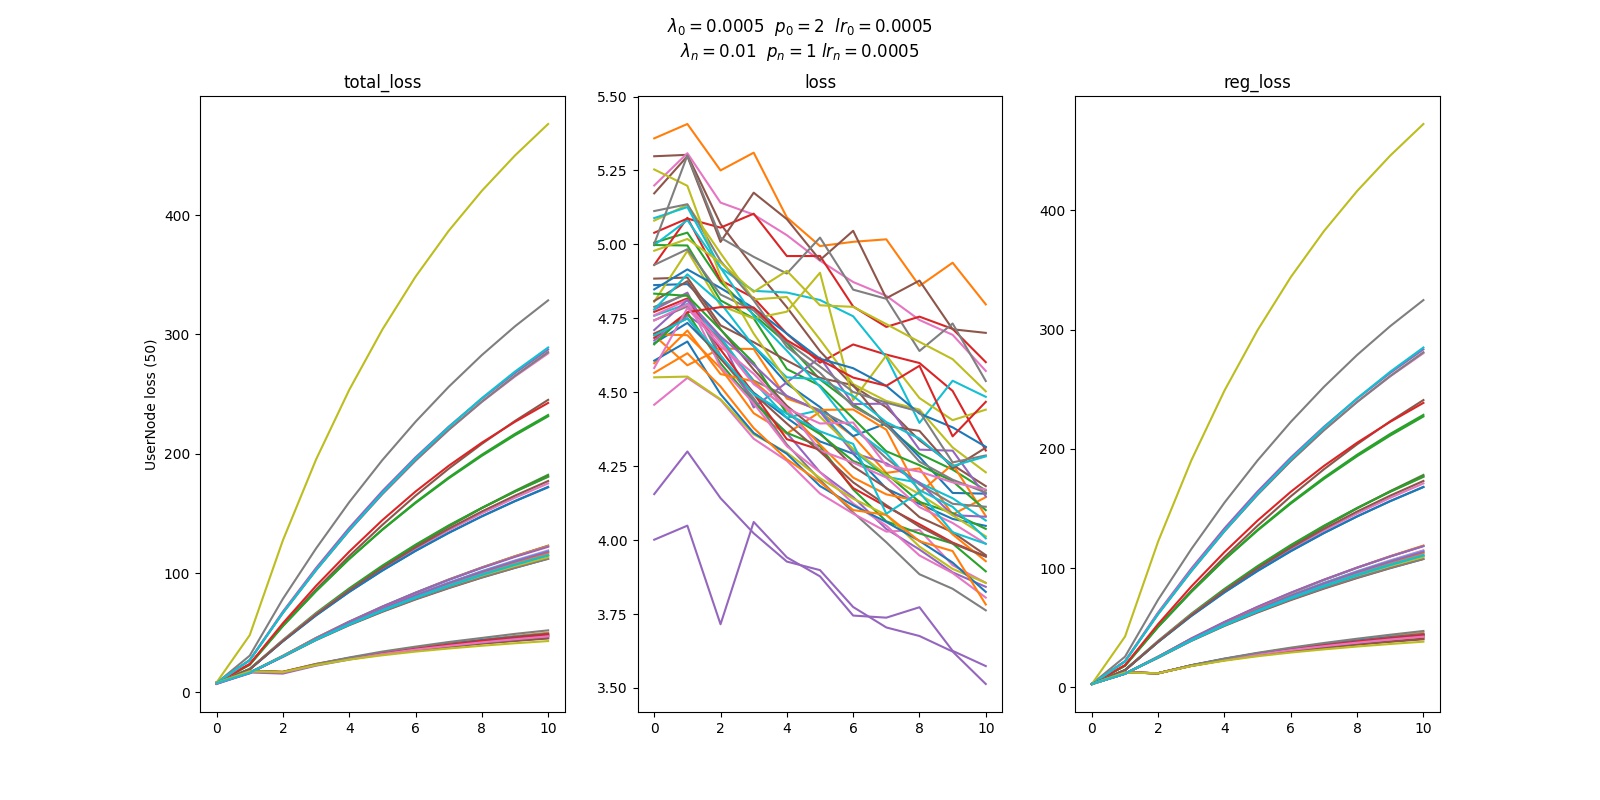 λ₀ = 0.0005 p₀ = 2 lr₀ = 0.0005
λₙ = 0.01 pₙ = 1 lrₙ = 0.0005
total_loss
loss
reg_loss
UserNode loss (50)
400
300
200
100
0
0 2 4 6 8 10
5.50
5.25
5.00
4.75
4.50
4.25
4.00
3.75
3.50
0 2 4 6 8 10
400
300
200
100
0
0 2 4 6 8 10